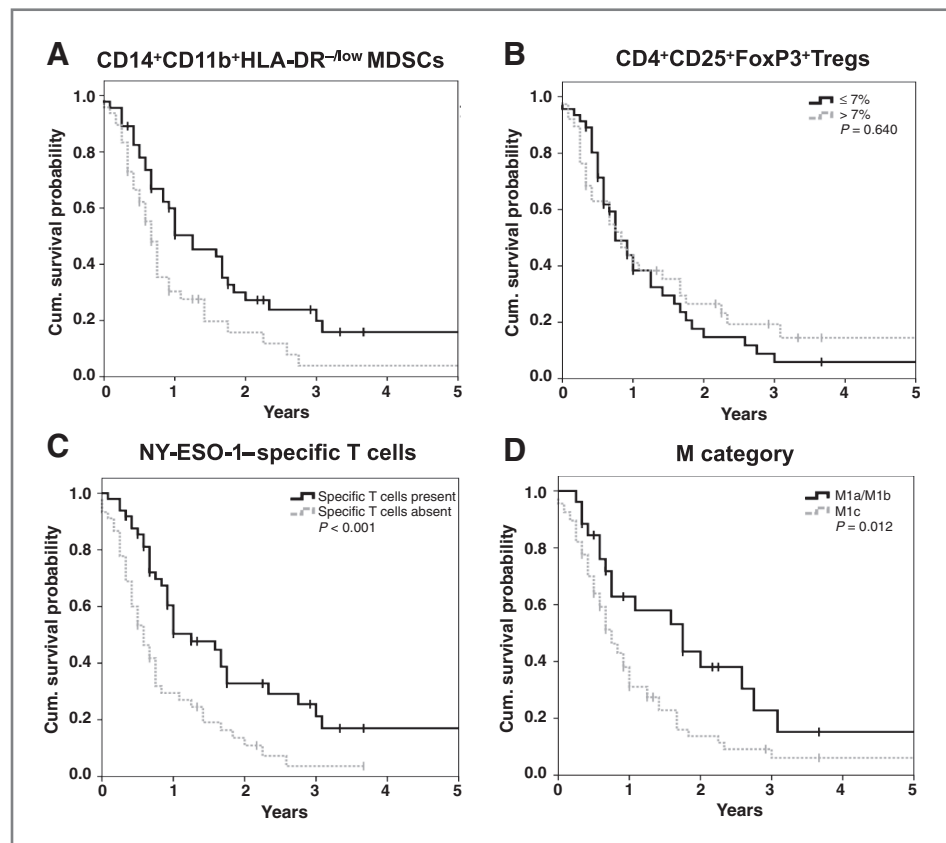 A
CD14⁺CD11b⁺HLA-DR⁻/ˡᵒʷ MDSCs
Cum. survival probability
1.0
0.8
0.6
0.4
0.2
0.0
0 1 2 3 4 5
Years
B
CD4⁺CD25⁺FoxP3⁺Tregs
≤ 7%
> 7%
P = 0.640
Cum. survival probability
1.0
0.8
0.6
0.4
0.2
0.0
0 1 2 3 4 5
Years
C
NY-ESO-1–specific T cells
Specific T cells present
Specific T cells absent
P < 0.001
Cum. survival probability
1.0
0.8
0.6
0.4
0.2
0.0
0 1 2 3 4 5
Years
D
M category
M1a/M1b
M1c
P = 0.012
Cum. survival probability
1.0
0.8
0.6
0.4
0.2
0.0
0 1 2 3 4 5
Years